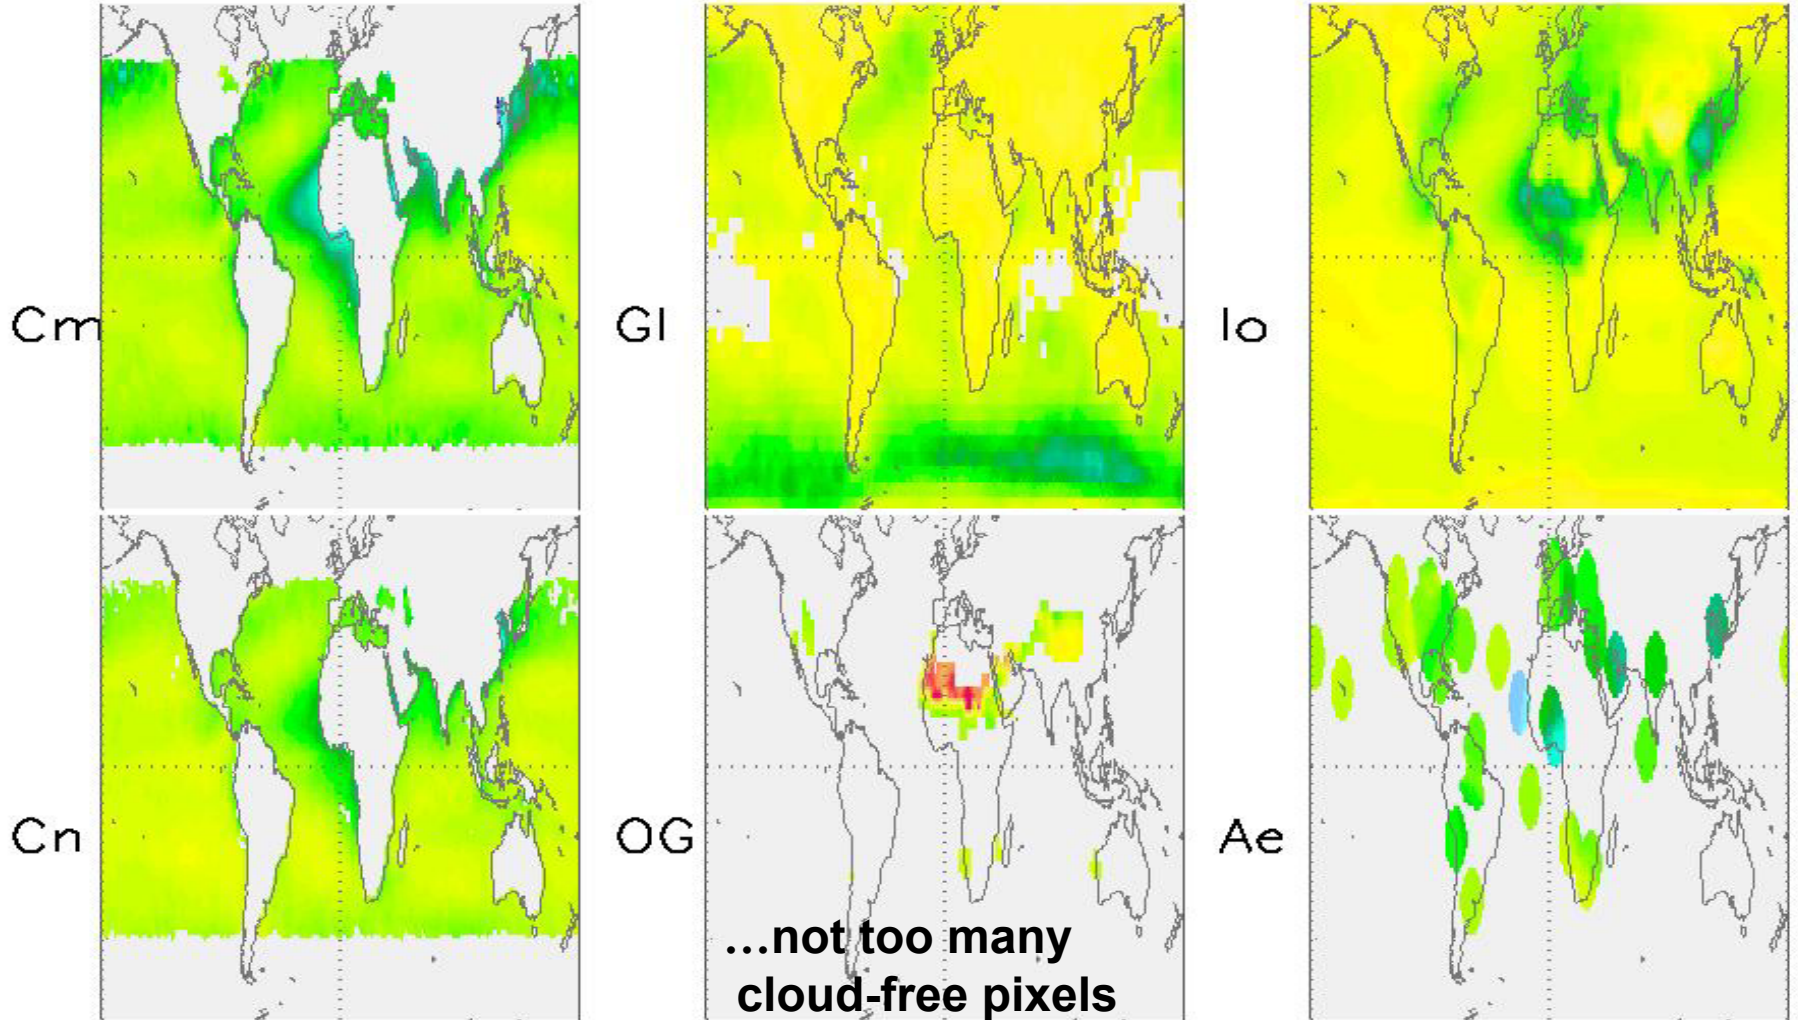 Cm
Gl
Io
Cn
OG
Ae
...not too many
cloud-free pixels